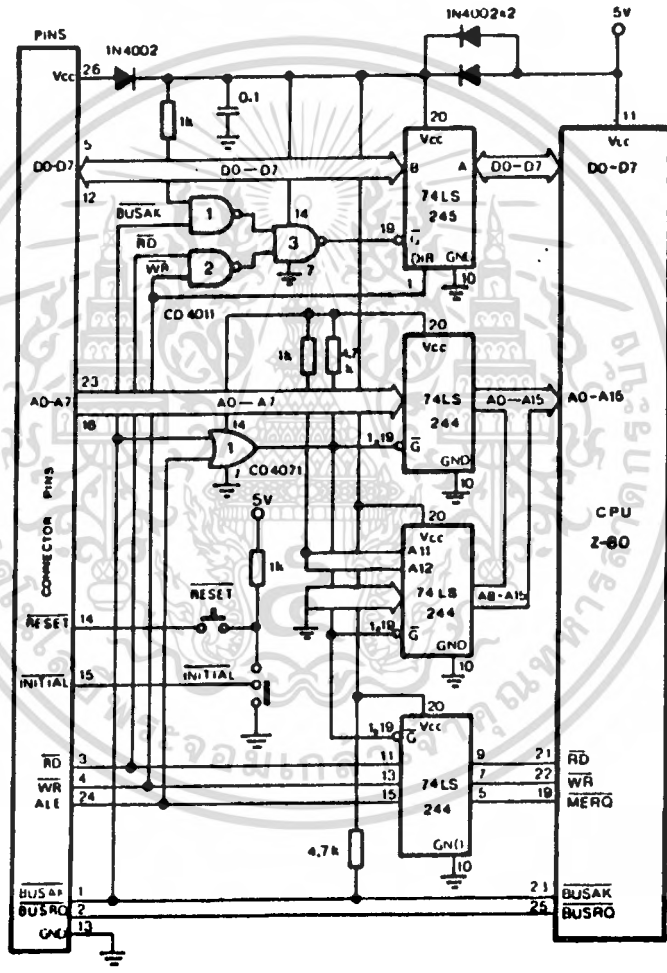 PINS
1N4002
1N4002x2
5V
Vcc 26
0.1
1k
20
11
Vcc
Vcc
5
D0-D7
D0-D7
B
A
D0-D7
D0-D7
12
74LS
245
BUSAK
1
14
RD
3
19
G
WR
2
7
DIR
GND
1
10
CD4011
20
1k
4.7k
Vcc
23
A0-A7
A0-A7
74LS
244
A0-A15
A0-A15
16
14
1
1,19
G
1
CD4071
GND
10
5V
20
CONNECTOR PINS
Vcc
A11
A12
CPU
Z-80
1k
74LS
244
A8-A15
RESET
RESET 14
1,19
G
GND
10
INITIAL 15
INITIAL
20
1,19
G
Vcc
RD 3
11
9
21 RD
WR 4
13
74LS
7
22 WR
ALE 24
15
244
5
19 MERQ
4.7k
GND
10
BUSAK 1
23 BUSAK
BUSRQ 2
25 BUSRQ
GND 13